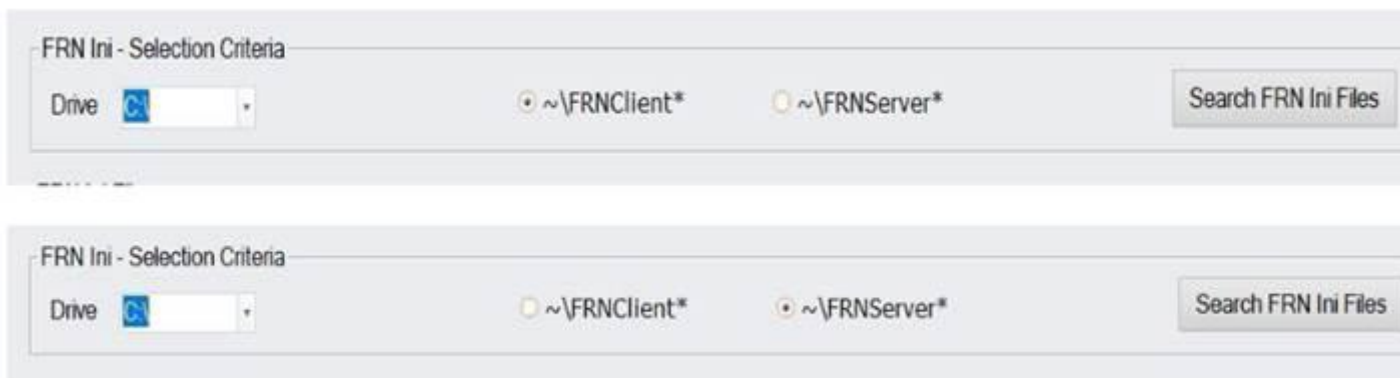 FRN Ini - Selection Criteria
Drive C:\ ~\FRNClient* ~\FRNServer* Search FRN Ini Files
FRN Ini - Selection Criteria
Drive C:\ ~\FRNClient* ~\FRNServer* Search FRN Ini Files